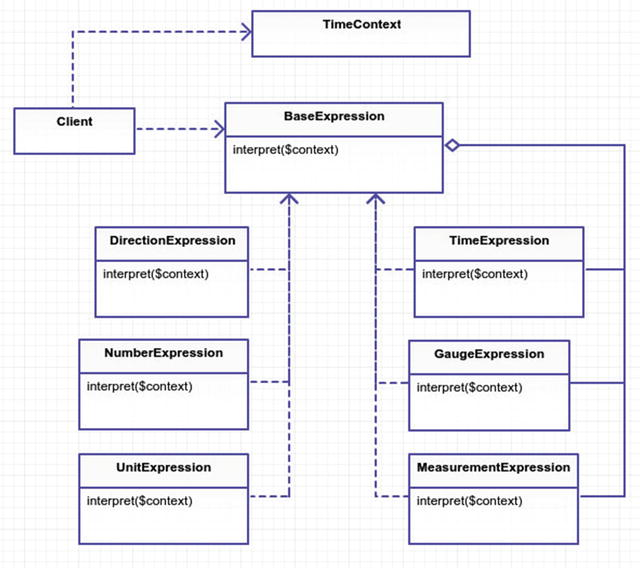 TimeContext
Client
BaseExpression
interpret($context)
DirectionExpression
interpret($context)
TimeExpression
interpret($context)
NumberExpression
interpret($context)
GaugeExpression
interpret($context)
UnitExpression
interpret($context)
MeasurementExpression
interpret($context)